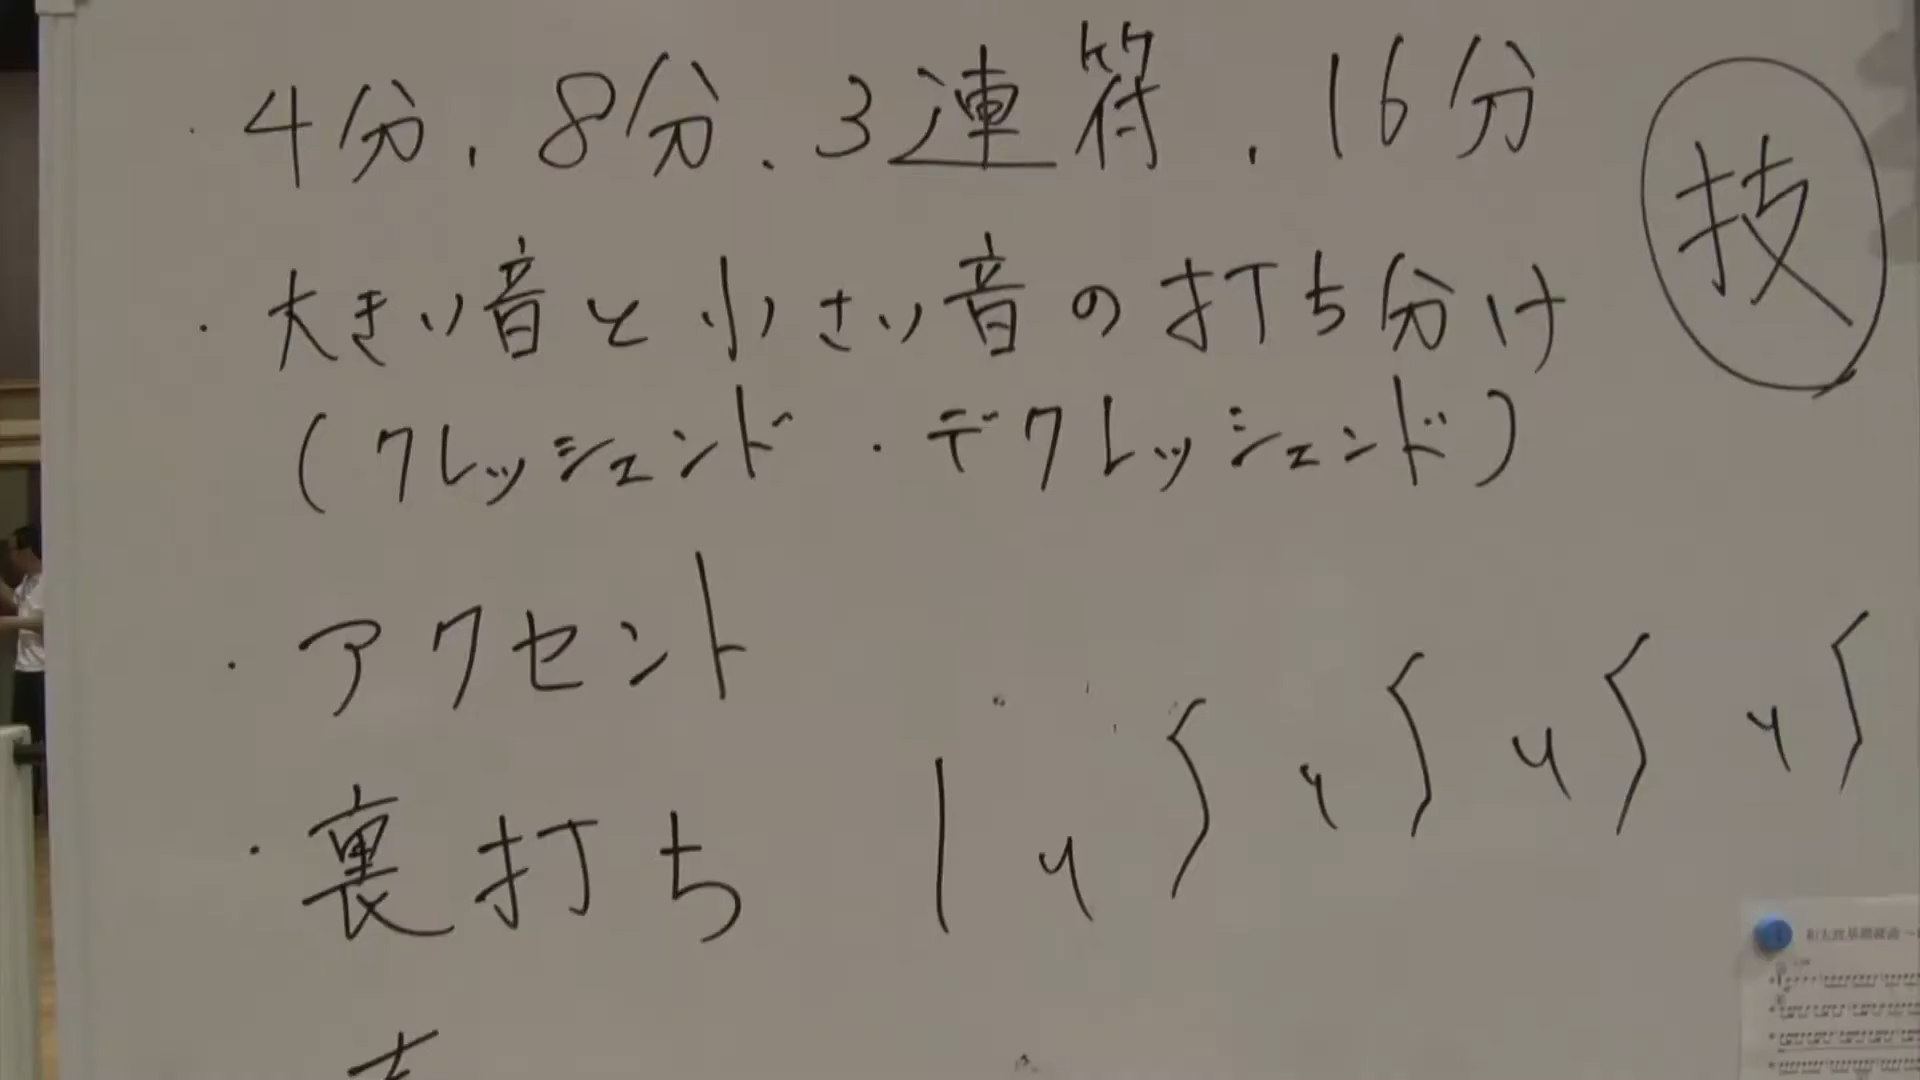 ・4分、8分、3連符、16分
技
・大きい音と小さい音の打ち分け
(クレッシェンド・デクレッシェンド)
・アクセント
・裏打ち